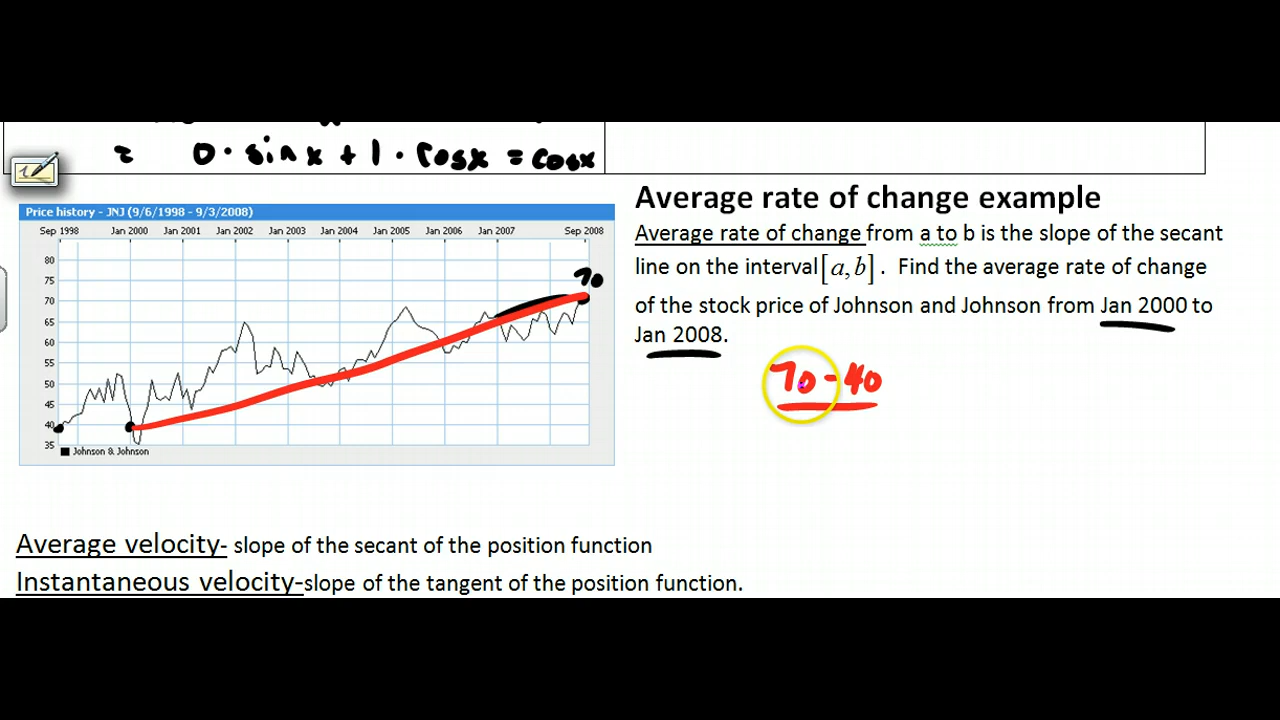 = 0 · sin x + 1 · cos x = cos x
Price history - JNJ (9/6/1998 - 9/3/2008)
Sep 1998 Jan 2000 Jan 2001 Jan 2002 Jan 2003 Jan 2004 Jan 2005 Jan 2006 Jan 2007 Sep 2008
80
75
70
65
60
55
50
45
40
35
70
Johnson & Johnson
Average rate of change example
Average rate of change from a to b is the slope of the secant
line on the interval [a,b]. Find the average rate of change
of the stock price of Johnson and Johnson from Jan 2000 to
Jan 2008.
70-40
Average velocity- slope of the secant of the position function
Instantaneous velocity-slope of the tangent of the position function.